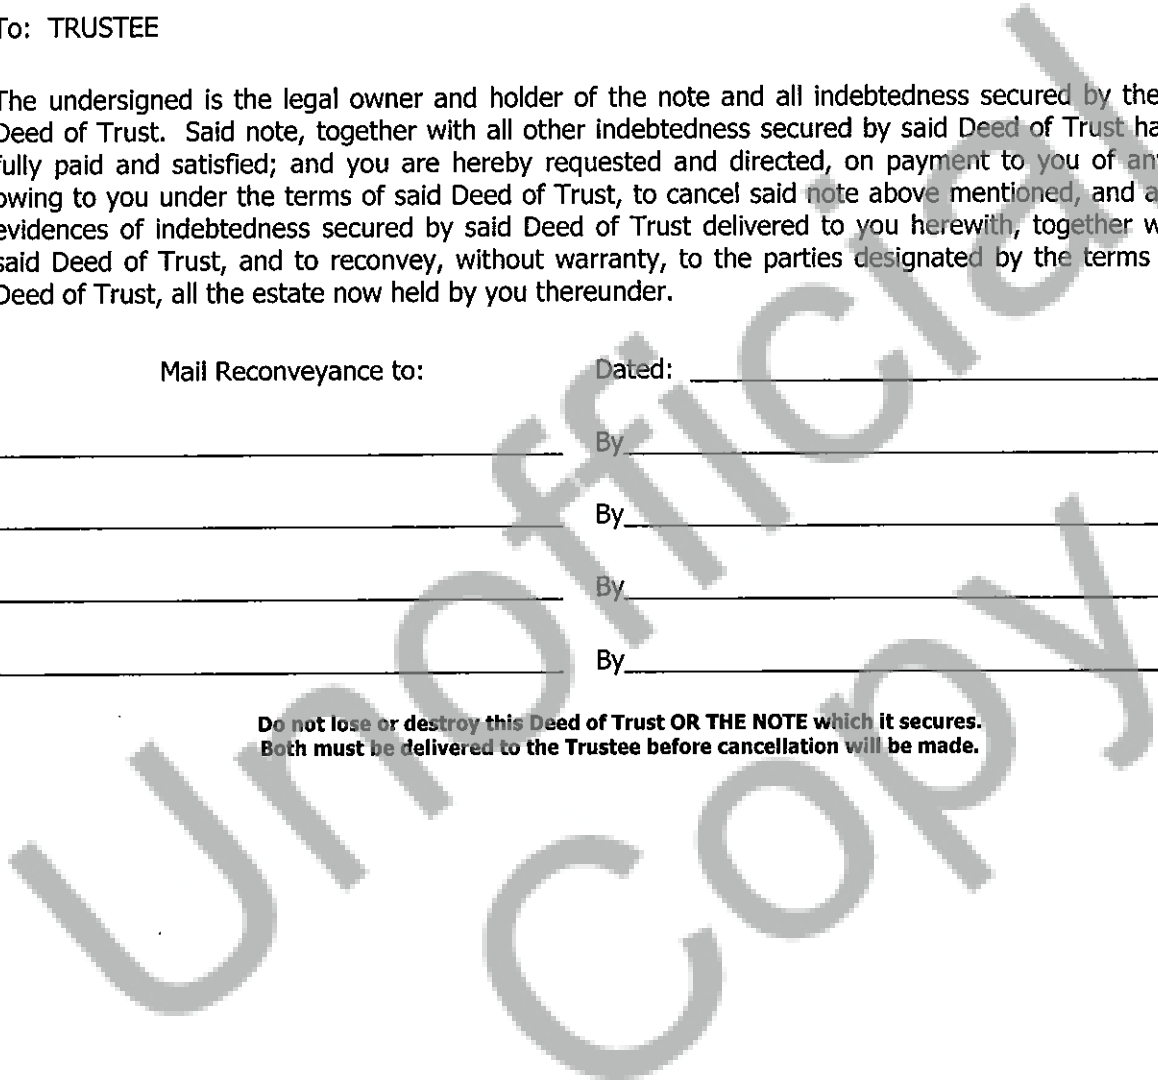 To: TRUSTEE
The undersigned is the legal owner and holder of the note and all indebtedness secured by the
Deed of Trust. Said note, together with all other indebtedness secured by said Deed of Trust ha
fully paid and satisfied; and you are hereby requested and directed, on payment to you of any
owing to you under the terms of said Deed of Trust, to cancel said note above mentioned, and a
evidences of indebtedness secured by said Deed of Trust delivered to you herewith, together w
said Deed of Trust, and to reconvey, without warranty, to the parties designated by the terms
Deed of Trust, all the estate now held by you thereunder.
Mail Reconveyance to: Dated:
By
By
By
By
Do not lose or destroy this Deed of Trust OR THE NOTE which it secures.
Both must be delivered to the Trustee before cancellation will be made.
Unofficial
Copy